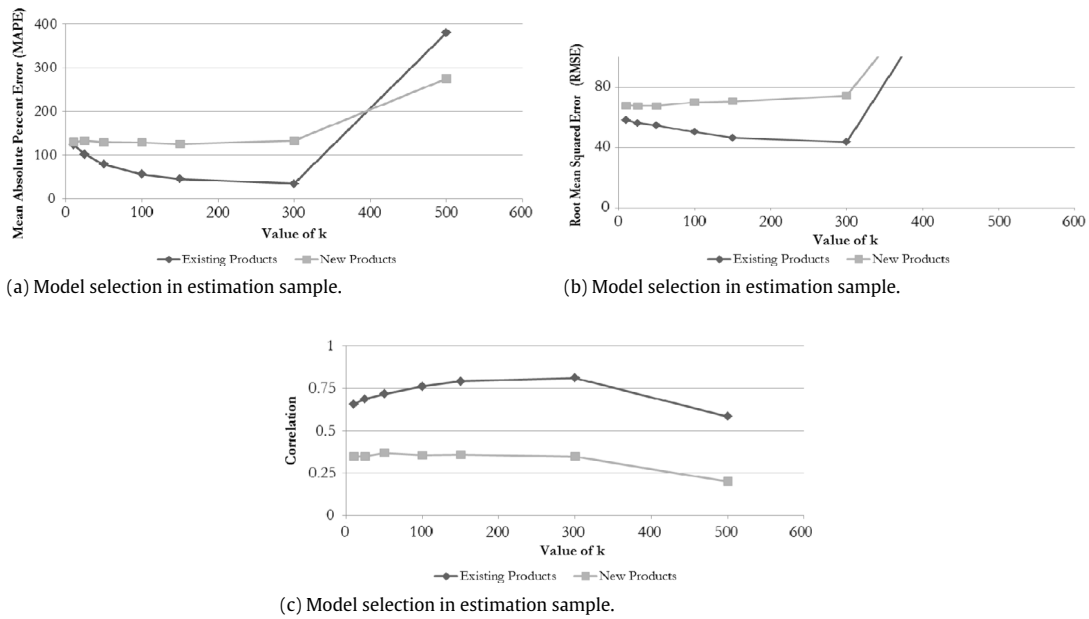 Mean Absolute Percent Error (MAPE)
400
300
200
100
0
0 100 200 300 400 500 600
Value of k
Existing Products New Products
(a) Model selection in estimation sample.
Root Mean Squared Error (RMSE)
80
40
0
0 100 200 300 400 500 600
Value of k
Existing Products New Products
(b) Model selection in estimation sample.
Correlation
1
0.75
0.5
0.25
0
0 100 200 300 400 500 600
Value of k
Existing Products New Products
(c) Model selection in estimation sample.